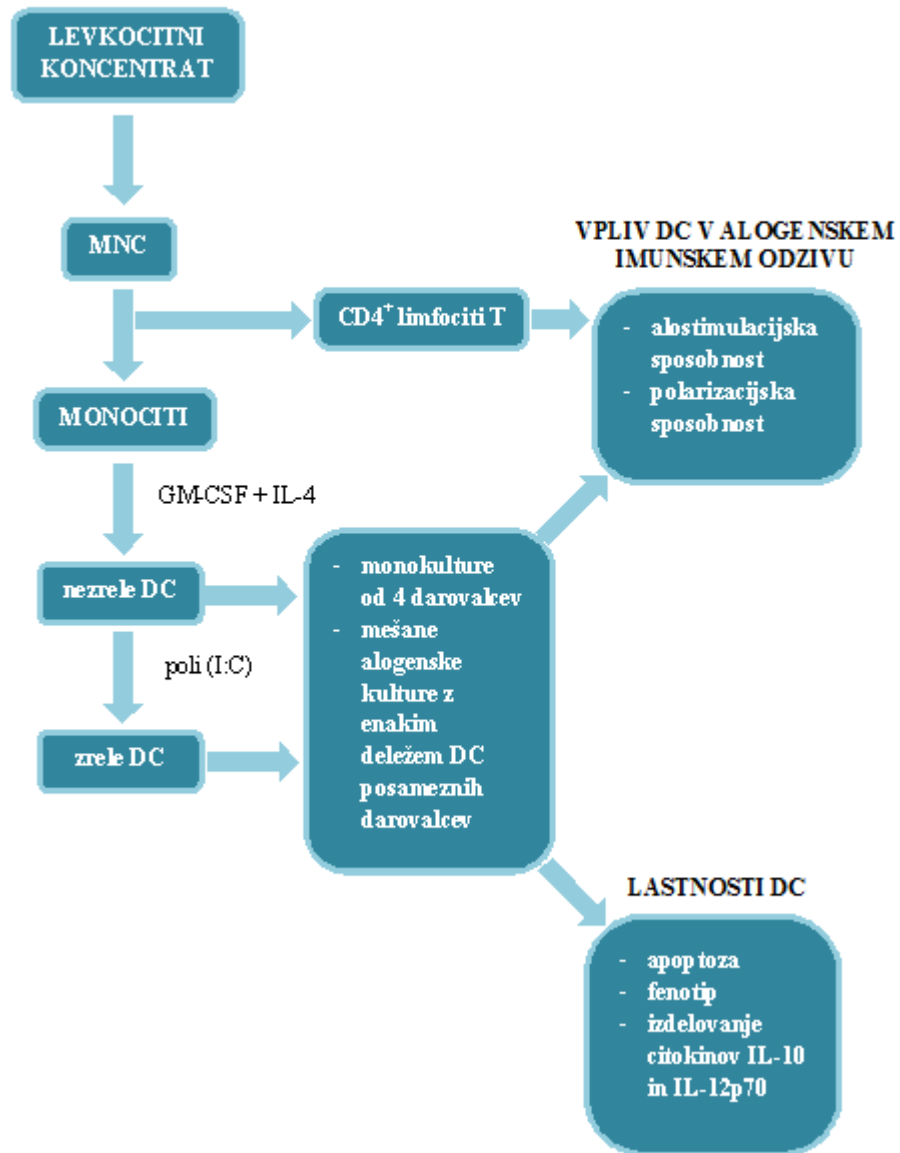 LEVKOCITNI
KONCENTRAT
MNC
VPLIV DC V ALOGENSKEM
IMUNSKEM ODZIVU
CD4⁺ limfociti T
- alostimulacijska
sposobnost
- polarizacijska
sposobnost
MONOCITI
GM-CSF + IL-4
nezrele DC
- monokulture
od 4 darovalcev
- mešane
alogenske
kulture z
enakim
deležem DC
posameznih
darovalcev
poli (I:C)
zrele DC
LASTNOSTI DC
- apoptoza
- fenotip
- izdelovanje
citokinov IL-10
in IL-12p70